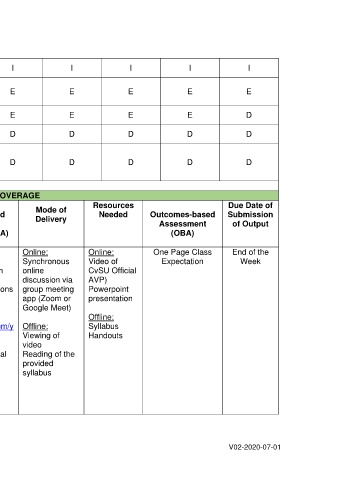 I I I I I
E E E E E
E E E E D
D D D D D
D D D D D
OVERAGE
d
A)
Mode of
Delivery
Resources
Needed
Outcomes-based
Assessment
(OBA)
Due Date of
Submission
of Output
n
ons
m/y
al
Online:
Synchronous
online
discussion via
group meeting
app (Zoom or
Google Meet)
Offline:
Viewing of
video
Reading of the
provided
syllabus
Online:
Video of
CvSU Official
AVP)
Powerpoint
presentation
Offline:
Syllabus
Handouts
One Page Class
Expectation
End of the
Week
V02-2020-07-01